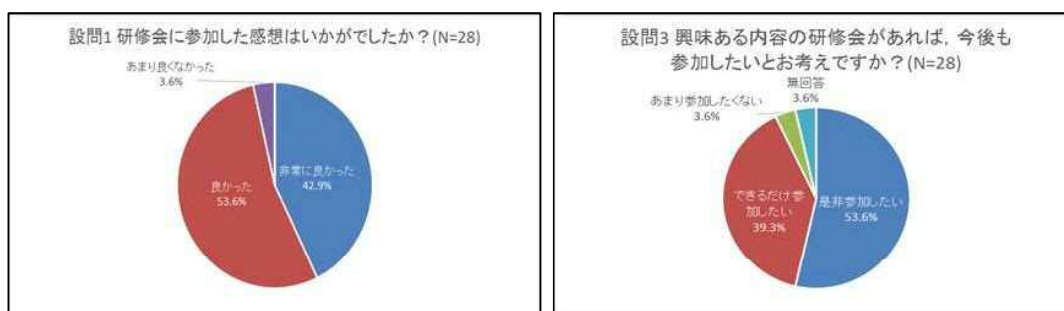 設問1 研修会に参加した感想はいかがでしたか?(N=28)
あまり良くなかった
3.6%
非常に良かった
42.9%
良かった
53.6%
設問3 興味ある内容の研修会があれば，今後も
参加したいとお考えですか?(N=28)
無回答
3.6%
あまり参加したくない
3.6%
できるだけ参
加したい
39.3%
是非参加したい
53.6%